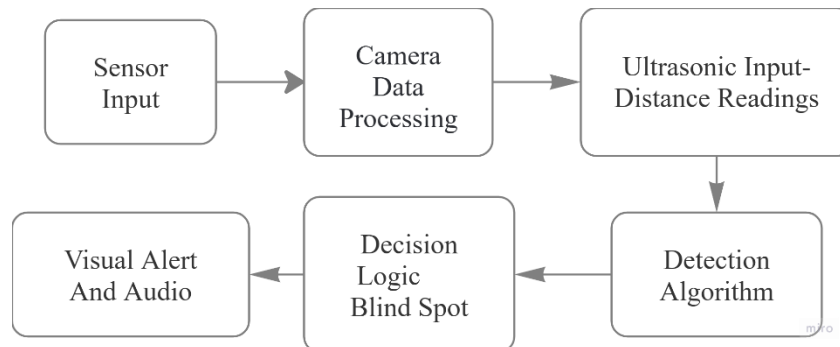 Sensor
Input
Camera
Data
Processing
Ultrasonic Input-
Distance Readings
Detection
Algorithm
Decision
Logic
Blind Spot
Visual Alert
And Audio
miro